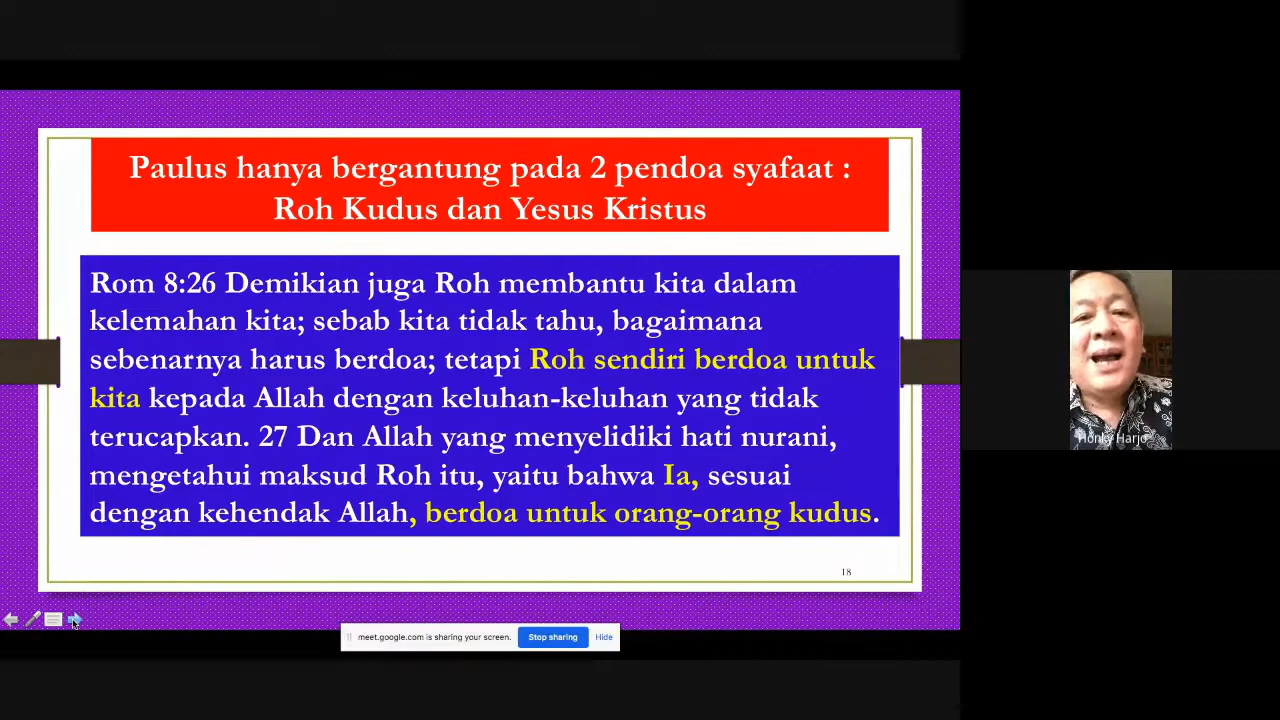 Paulus hanya bergantung pada 2 pendoa syafaat :
Roh Kudus dan Yesus Kristus
Rom 8:26 Demikian juga Roh membantu kita dalam
kelemahan kita; sebab kita tidak tahu, bagaimana
sebenarnya harus berdoa; tetapi Roh sendiri berdoa untuk
kita kepada Allah dengan keluhan-keluhan yang tidak
terucapkan. 27 Dan Allah yang menyelidiki hati nurani,
mengetahui maksud Roh itu, yaitu bahwa Ia, sesuai
dengan kehendak Allah, berdoa untuk orang-orang kudus.
18
meet.google.com is sharing your screen. Stop sharing Hide
Honky Harjo